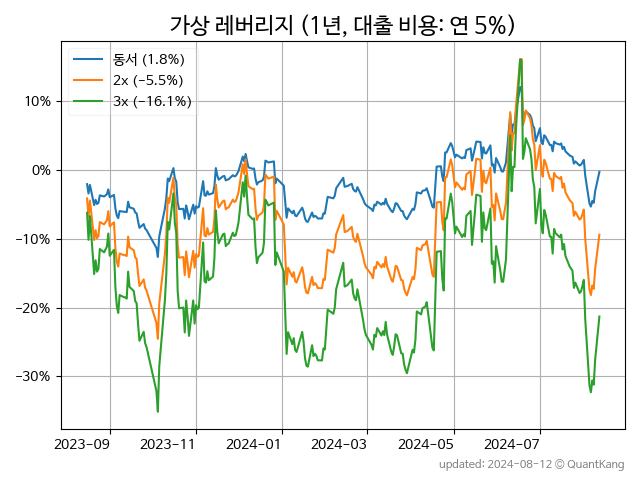 가상 레버리지 (1년, 대출 비용: 연 5%)
동서 (1.8%)
2x (−5.5%)
3x (−16.1%)
10%
0%
−10%
−20%
−30%
2023-09 2023-11 2024-01 2024-03 2024-05 2024-07
updated: 2024-08-12 © QuantKang